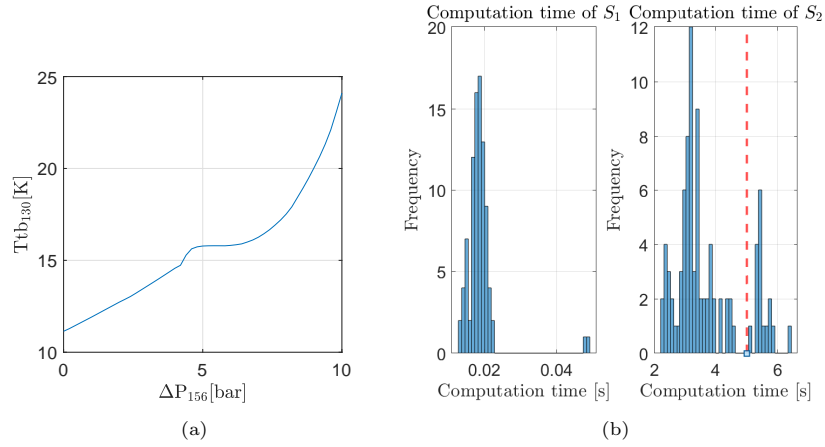 25
20
15
10
Ttb₁₃₀[K]
0
5
10
ΔP₁₅₆[bar]
(a)
Computation time of S₁
20
15
10
5
0
Frequency
0.02
0.04
Computation time [s]
Computation time of S₂
12
10
8
6
4
2
0
Frequency
2
4
6
Computation time [s]
(b)